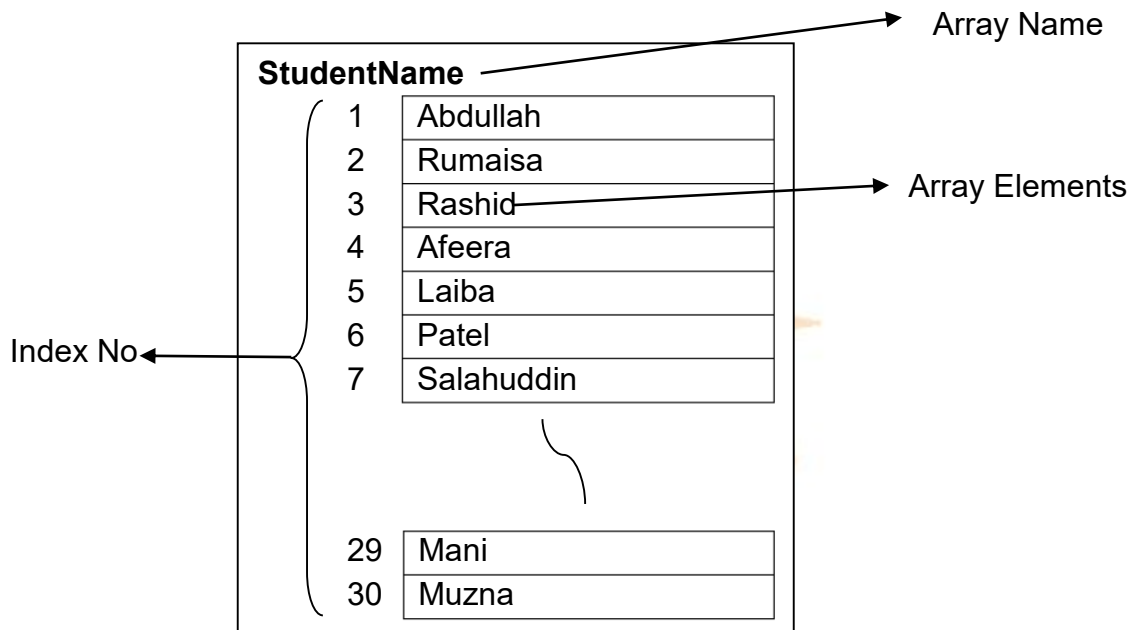 Array Name
StudentName
1 Abdullah
2 Rumaisa
3 Rashid
Array Elements
4 Afeera
5 Laiba
6 Patel
Index No
7 Salahuddin
29 Mani
30 Muzna